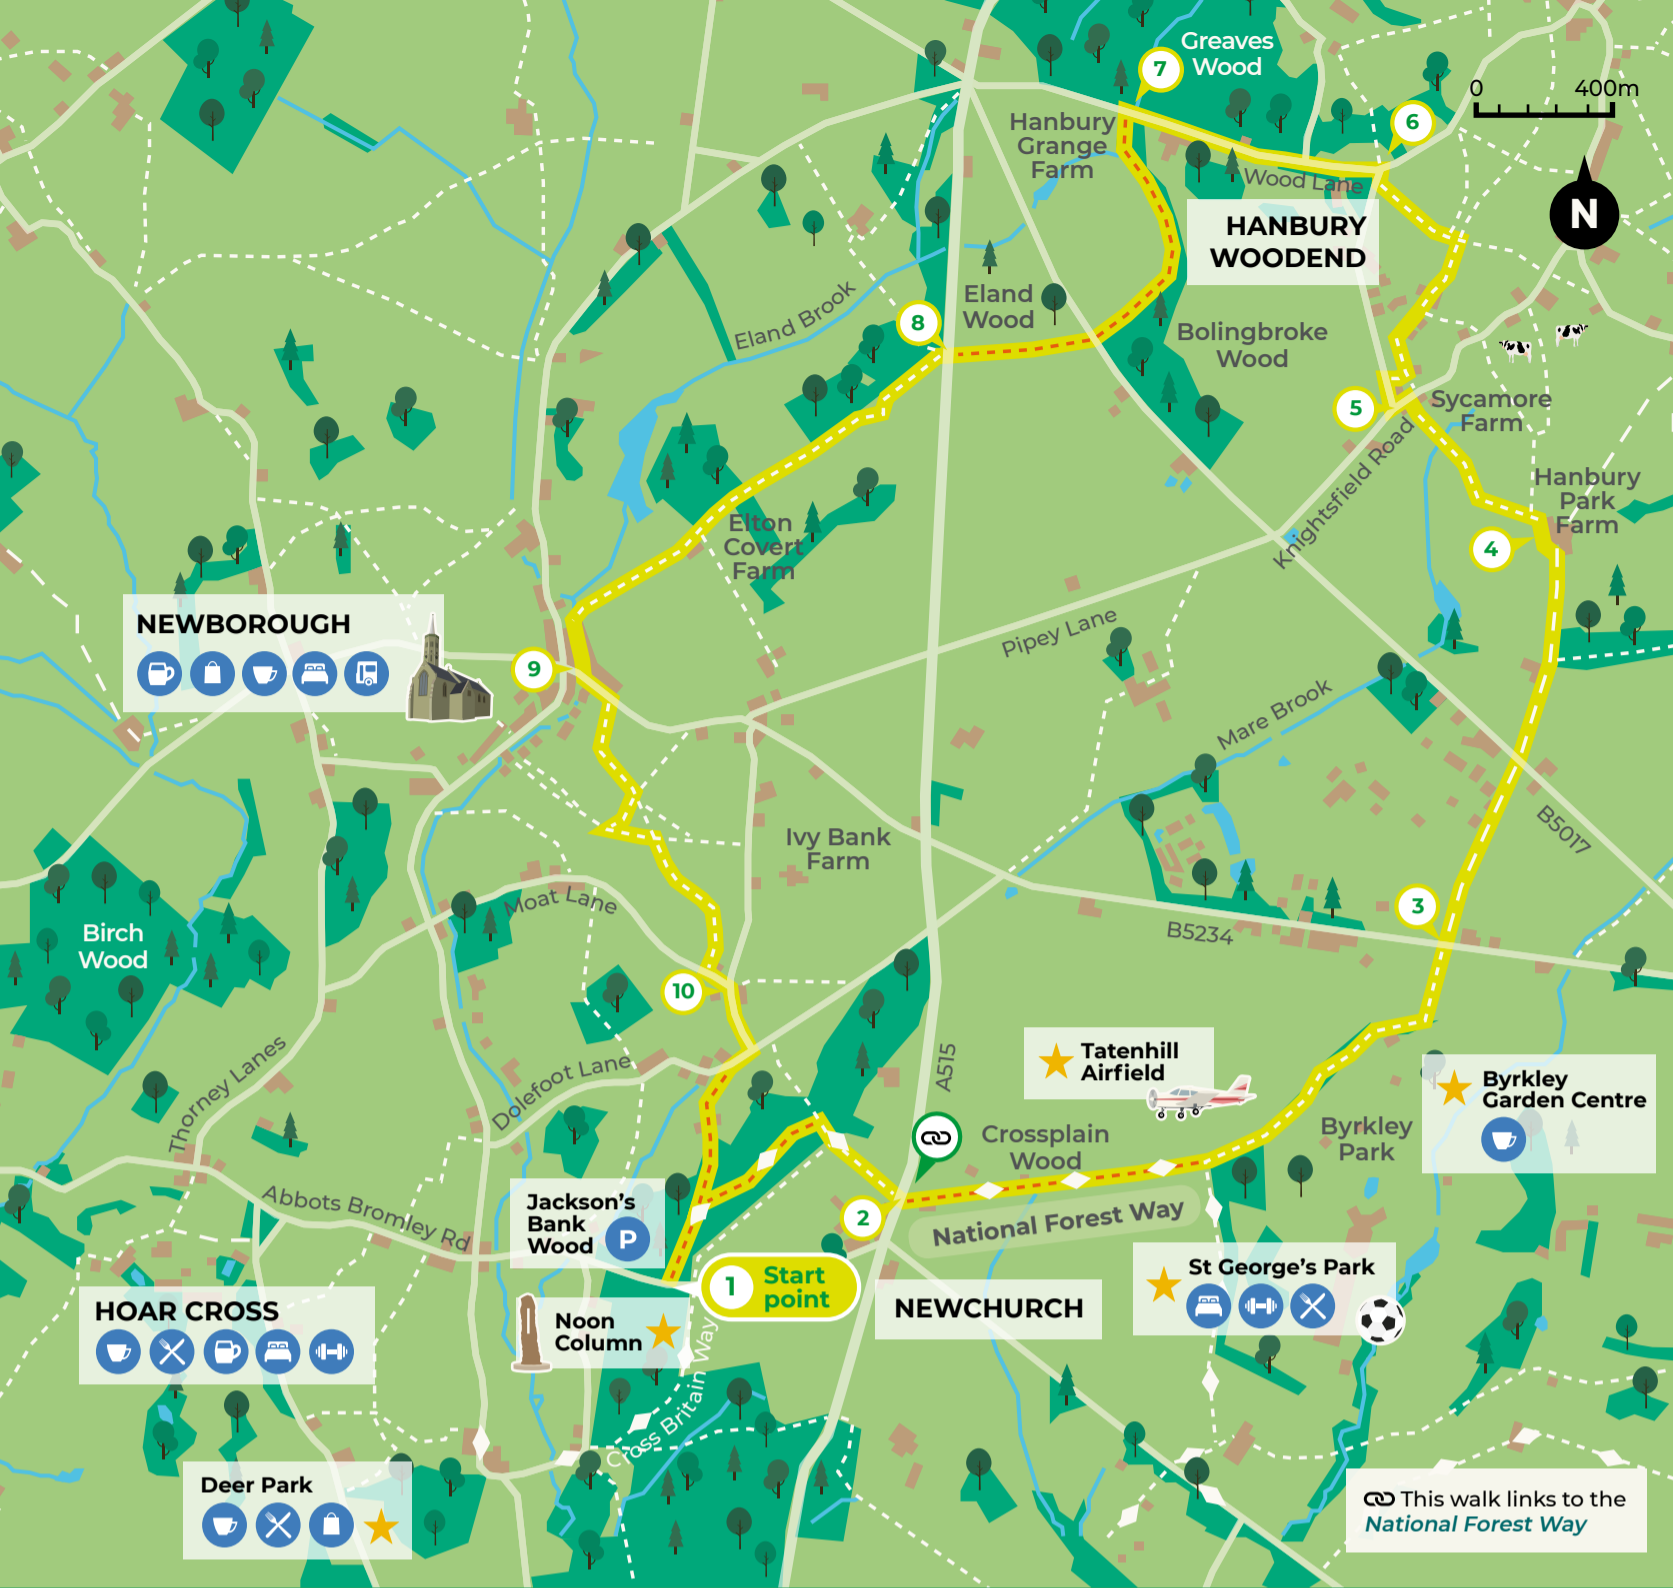 Greaves
Wood
7
0 400m
6
Hanbury
Grange
Farm
Wood Lane
N
HANBURY
WOODEND
Eland Brook
Eland
Wood
8
Bolingbroke
Wood
5
Sycamore
Farm
Knightsfield Road
Hanbury
Park
Farm
4
Elton
Covert
Farm
NEWBOROUGH
9
Pipey Lane
Mare Brook
B5017
Ivy Bank
Farm
3
B5234
Moat Lane
Birch
Wood
10
Thorney Lanes
Dolefoot Lane
A515
Tatenhill
Airfield
Byrkley
Garden Centre
Crossplain
Wood
Byrkley
Park
Abbots Bromley Rd
Jackson's
Bank
Wood
P
2
National Forest Way
1
Start
point
St George's Park
HOAR CROSS
Noon
Column
NEWCHURCH
Cross Britain Way
Deer Park
This walk links to the
National Forest Way